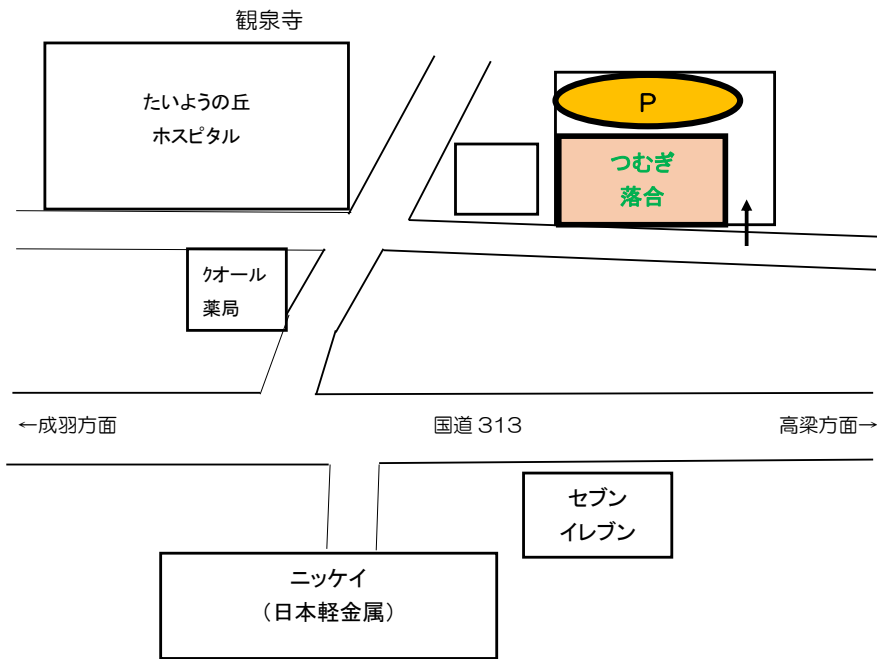 観泉寺
たいようの丘
ホスピタル
P
つむぎ
落合
ｸオール
薬局
←成羽方面
国道 313
高梁方面→
セブン
イレブン
ニッケイ
（日本軽金属）